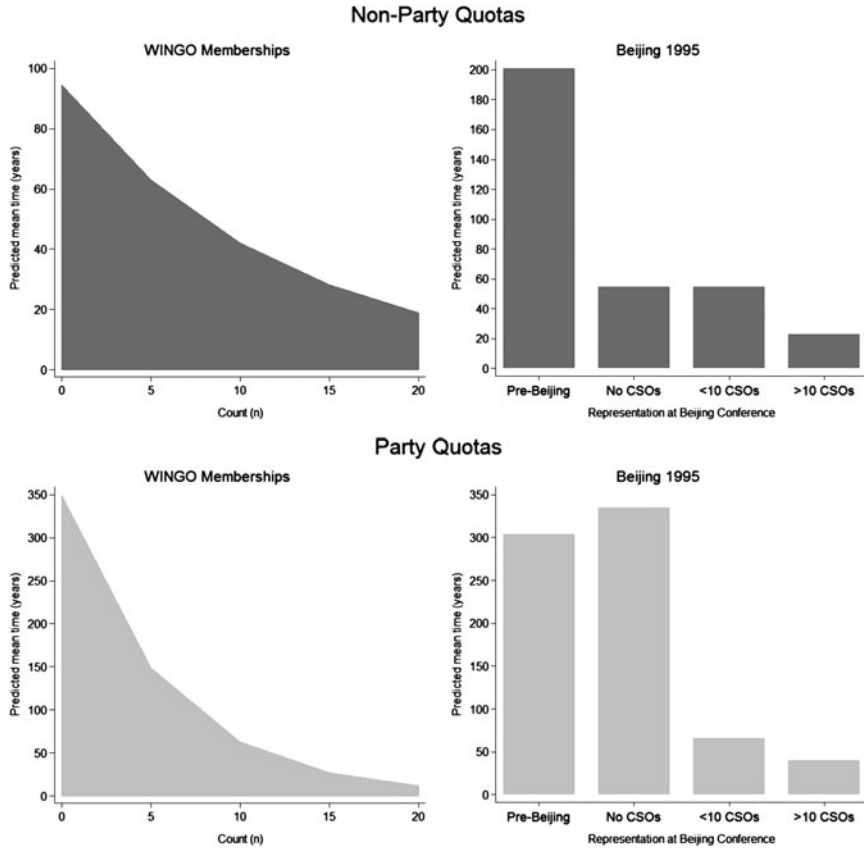 Non-Party Quotas
WINGO Memberships
Predicted mean time (years)
100
80
60
40
20
0
0 5 10 15 20
Count (n)
Beijing 1995
Predicted mean time (years)
200
180
160
140
120
100
80
60
40
20
0
Pre-Beijing No CSOs <10 CSOs >10 CSOs
Representation at Beijing Conference
Party Quotas
WINGO Memberships
Predicted mean time (years)
350
300
250
200
150
100
50
0
0 5 10 15 20
Count (n)
Beijing 1995
Predicted mean time (years)
350
300
250
200
150
100
50
0
Pre-Beijing No CSOs <10 CSOs >10 CSOs
Representation at Beijing Conference